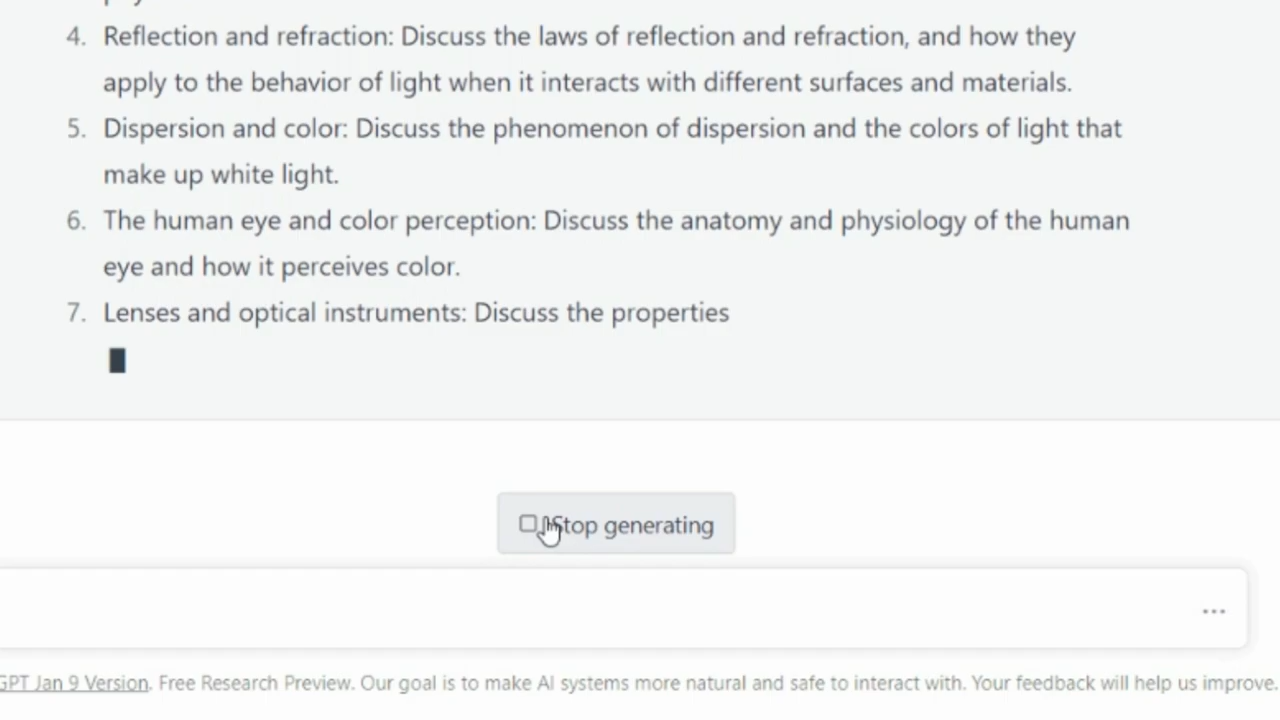 4. Reflection and refraction: Discuss the laws of reflection and refraction, and how they
apply to the behavior of light when it interacts with different surfaces and materials.
5. Dispersion and color: Discuss the phenomenon of dispersion and the colors of light that
make up white light.
6. The human eye and color perception: Discuss the anatomy and physiology of the human
eye and how it perceives color.
7. Lenses and optical instruments: Discuss the properties
Stop generating
GPT Jan 9 Version. Free Research Preview. Our goal is to make AI systems more natural and safe to interact with. Your feedback will help us improve.